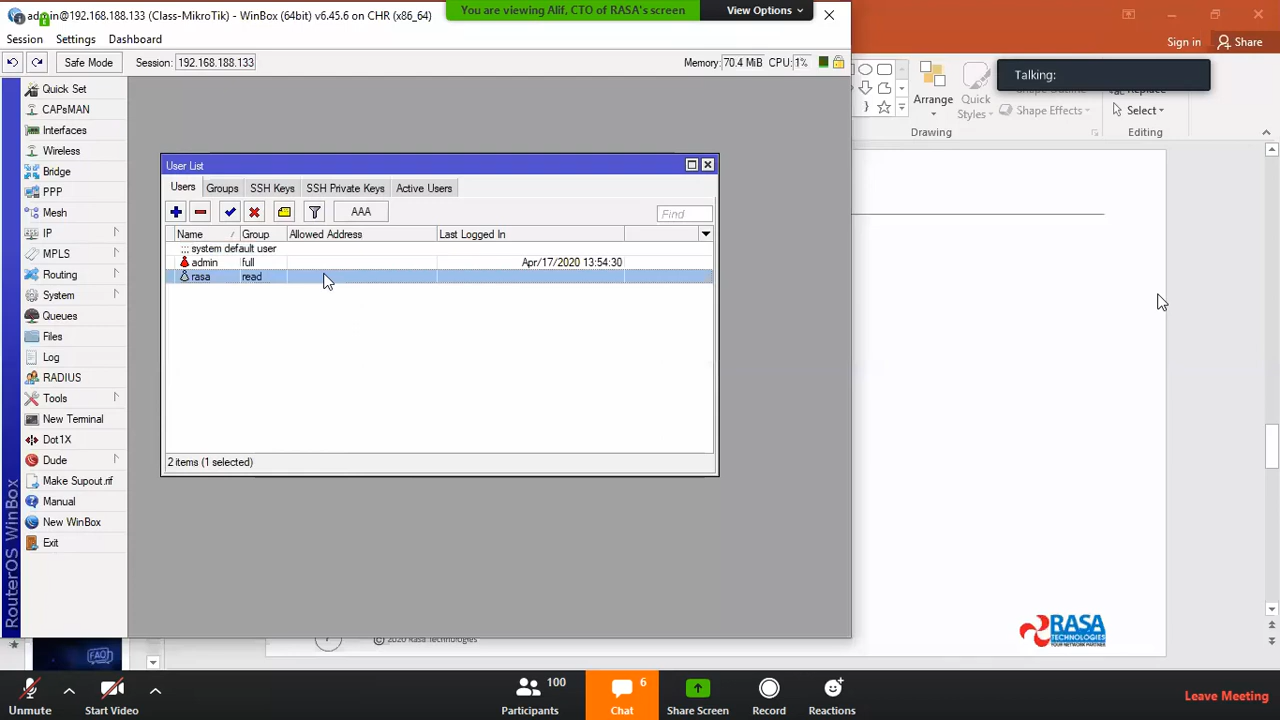 admin@192.168.188.133 (Class-MikroTik) - WinBox (64bit) v6.45.6 on CHR (x86_64)
You are viewing Alif, CTO of RASA's screen
View Options
Session Settings Dashboard
Sign in Share
Safe Mode Session: 192.168.188.133 Memory: 70.4 MiB CPU: 1%
Talking:
Replace
Arrange Quick Styles Shape Effects Select
Drawing Editing
Quick Set
CAPsMAN
Interfaces
Wireless
Bridge
PPP
Mesh
IP
MPLS
Routing
System
Queues
Files
Log
RADIUS
Tools
New Terminal
Dot1X
Dude
Make Supout.rif
Manual
New WinBox
Exit
RouterOS WinBox
User List
Users Groups SSH Keys SSH Private Keys Active Users
AAA Find
Name Group Allowed Address Last Logged In
;;; system default user
admin full Apr/17/2020 13:54:30
rasa read
2 items (1 selected)
FAQ
7 © 2020 Rasa Technologies
RASA
TECHNOLOGIES
YOUR NETWORK PARTNER
Unmute Start Video 100 Participants 6 Chat Share Screen Record Reactions Leave Meeting